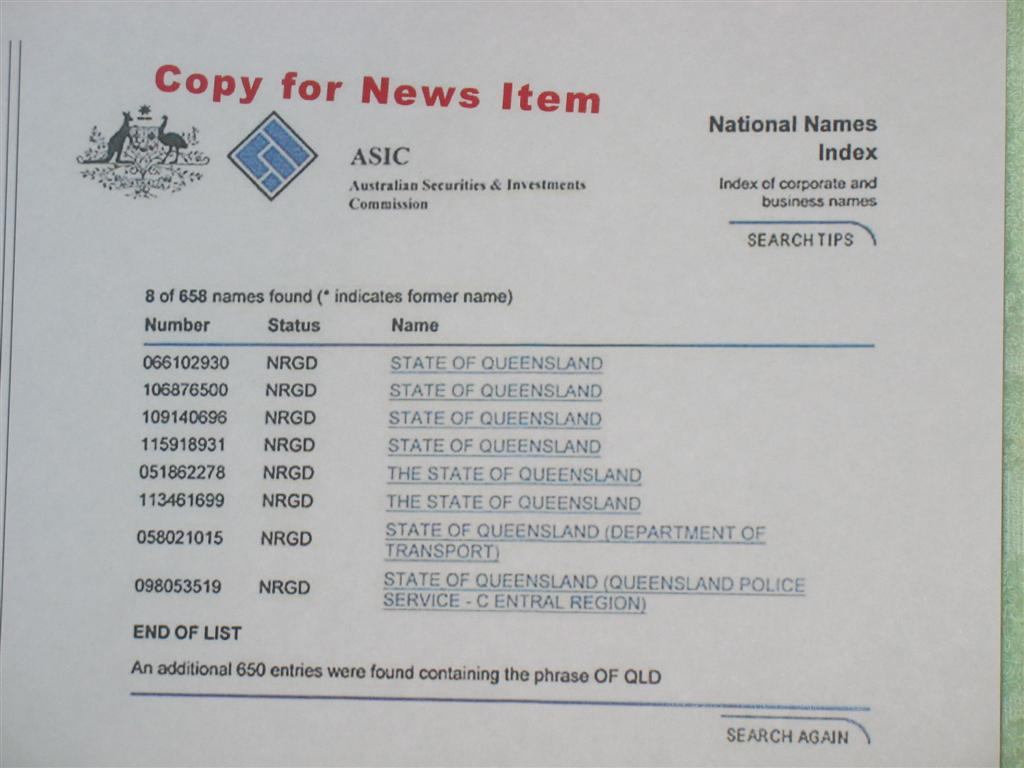 Copy for News Item
ASIC
Australian Securities & Investments
Commission
National Names
Index
Index of corporate and
business names
SEARCH TIPS
8 of 658 names found (* indicates former name)
Number Status Name
066102930 NRGD STATE OF QUEENSLAND
106876500 NRGD STATE OF QUEENSLAND
109140696 NRGD STATE OF QUEENSLAND
115918931 NRGD STATE OF QUEENSLAND
051862278 NRGD THE STATE OF QUEENSLAND
113461699 NRGD THE STATE OF QUEENSLAND
058021015 NRGD STATE OF QUEENSLAND (DEPARTMENT OF
TRANSPORT)
098053519 NRGD STATE OF QUEENSLAND (QUEENSLAND POLICE
SERVICE - C ENTRAL REGION)
END OF LIST
An additional 650 entries were found containing the phrase OF QLD
SEARCH AGAIN